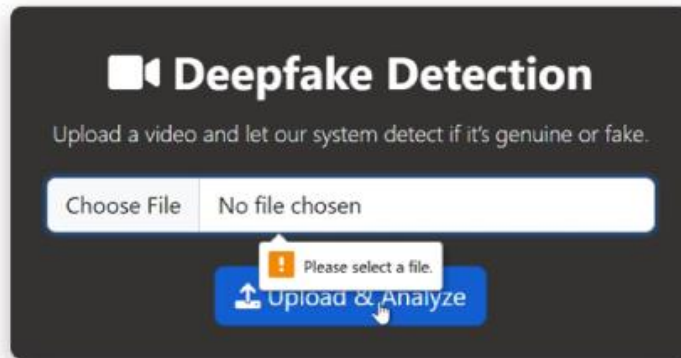 Deepfake Detection
Upload a video and let our system detect if it's genuine or fake.
Choose File No file chosen
! Please select a file.
Upload & Analyze